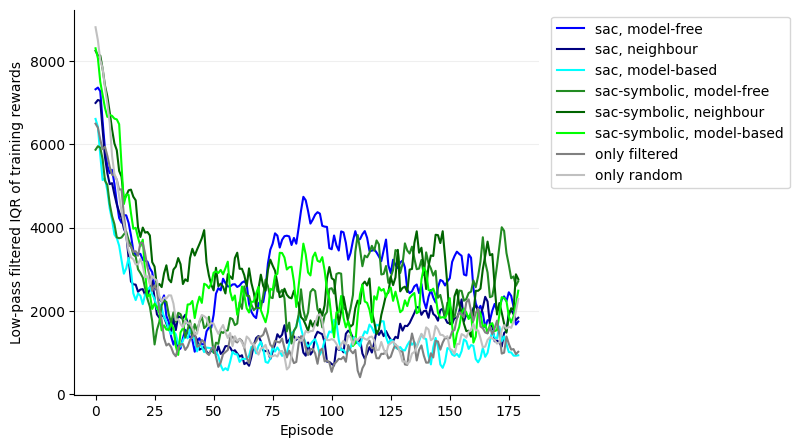 Low-pass filtered IQR of training rewards
8000
6000
4000
2000
0
0 25 50 75 100 125 150 175
Episode
sac, model-free
sac, neighbour
sac, model-based
sac-symbolic, model-free
sac-symbolic, neighbour
sac-symbolic, model-based
only filtered
only random